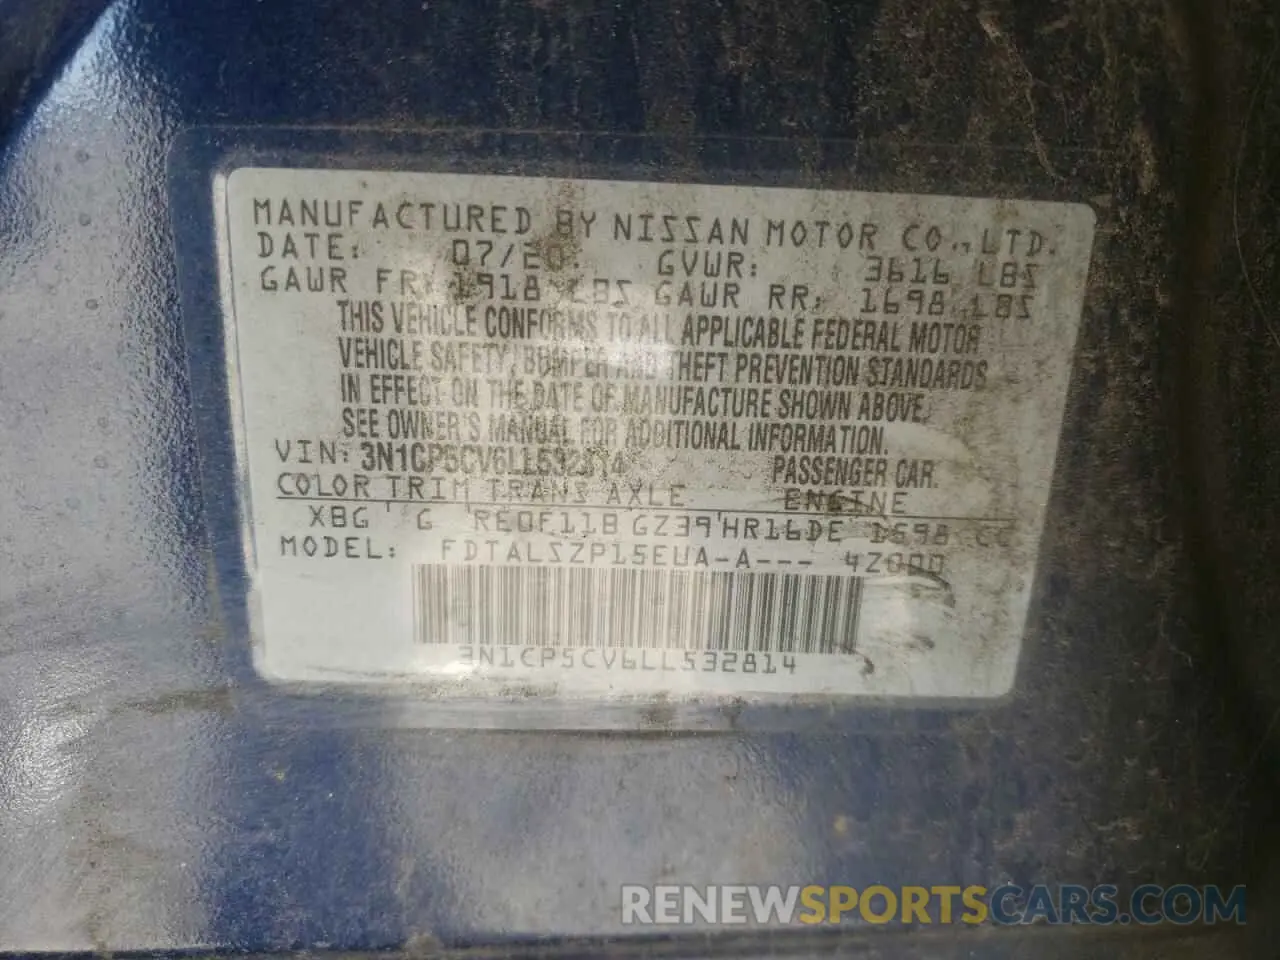 MANUFACTURED BY NISSAN MOTOR CO., LTD.
DATE: 07/20 GVWR: 3616 LBS
GAWR FR: 1918 LBS GAWR RR: 1698 LBS
THIS VEHICLE CONFORMS TO ALL APPLICABLE FEDERAL MOTOR
VEHICLE SAFETY, BUMPER AND THEFT PREVENTION STANDARDS
IN EFFECT ON THE DATE OF MANUFACTURE SHOWN ABOVE.
SEE OWNER'S MANUAL FOR ADDITIONAL INFORMATION.
VIN: 3N1CP5CV6LL532814 PASSENGER CAR.
COLOR TRIM TRANS AXLE ENGINE
XBG G RE0F11B GZ39 HR16DE 1598 CC
MODEL: FDTALSZP15EUA-A--- 4Z000
3N1CP5CV6LL532814
RENEWSPORTSCARS.COM